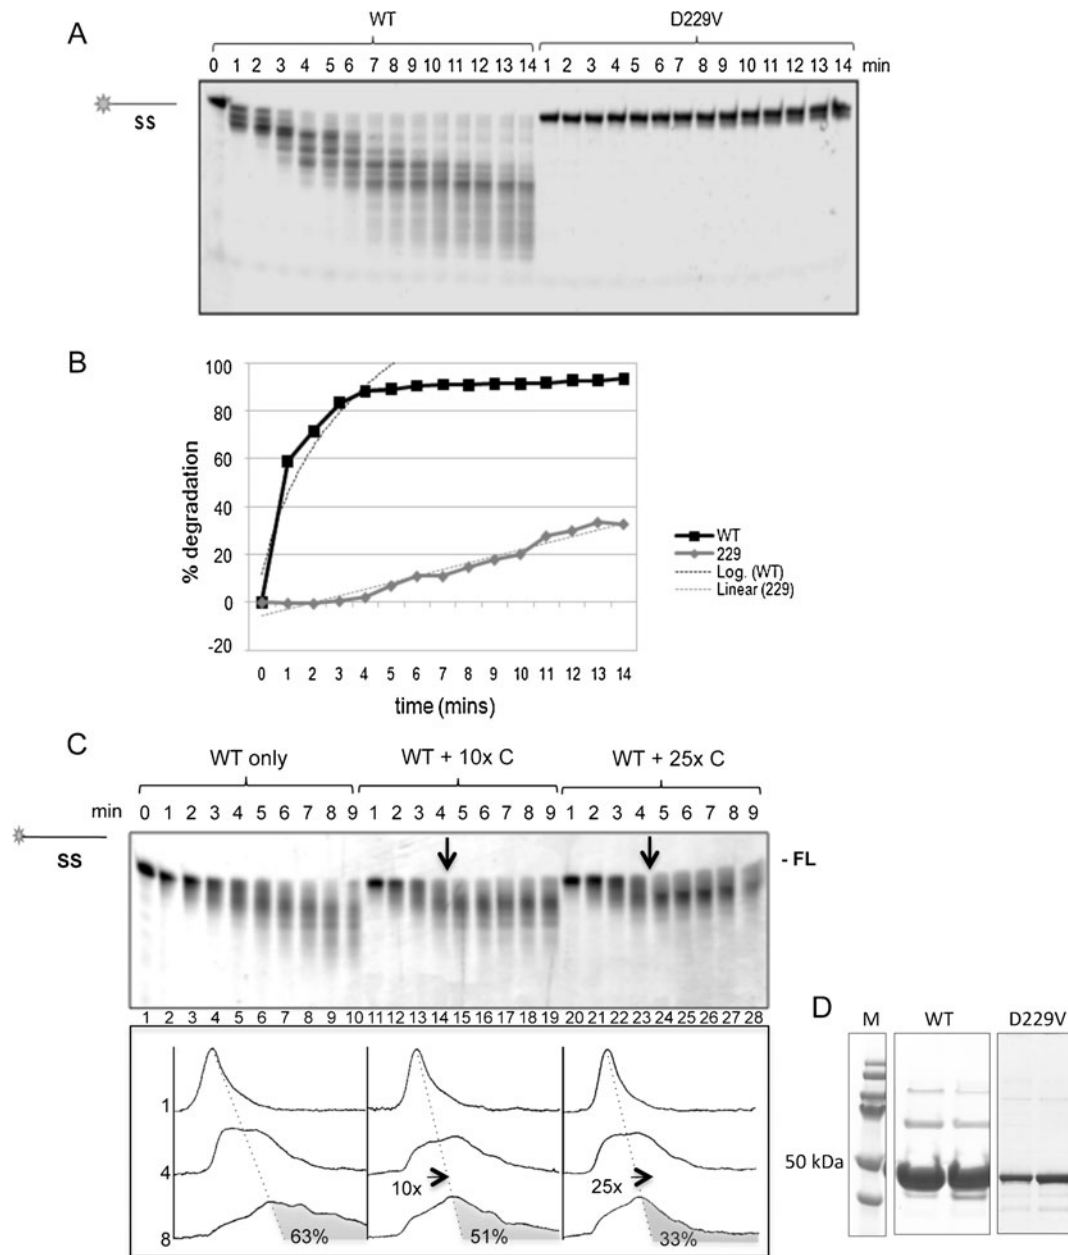 A
WT D229V
0 1 2 3 4 5 6 7 8 9 10 11 12 13 14 1 2 3 4 5 6 7 8 9 10 11 12 13 14 min
SS
B
100
80
60
40
20
0
-20
% degradation
0 1 2 3 4 5 6 7 8 9 10 11 12 13 14
time (mins)
WT
229
Log. (WT)
Linear (229)
C
WT only WT + 10x C WT + 25x C
min 0 1 2 3 4 5 6 7 8 9 1 2 3 4 5 6 7 8 9 1 2 3 4 5 6 7 8 9
SS
- FL
1 2 3 4 5 6 7 8 9 10 11 12 13 14 15 16 17 18 19 20 21 22 23 24 25 26 27 28
1
4
10x 25x
8
63% 51% 33%
D
M WT D229V
50 kDa